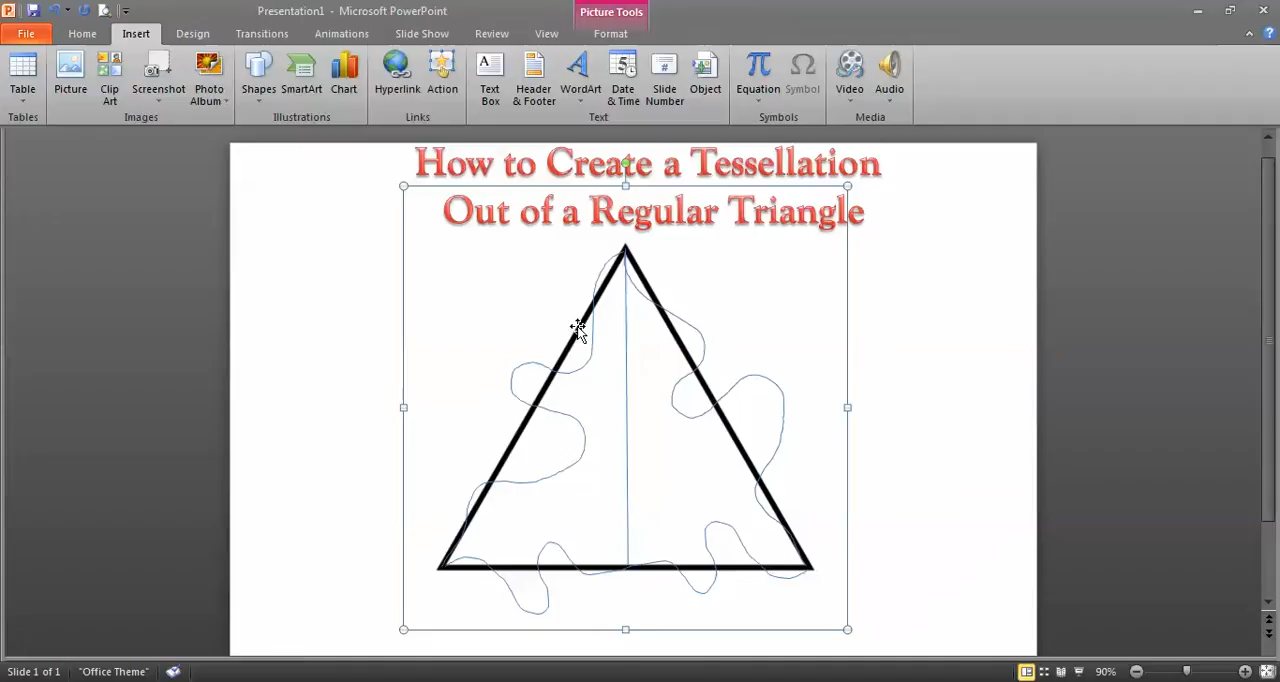 Presentation1 - Microsoft PowerPoint
Picture Tools
File Home Insert Design Transitions Animations Slide Show Review View Format
Table Picture Clip Art Screenshot Photo Album Shapes SmartArt Chart Hyperlink Action Text Box Header & Footer WordArt Date & Time Slide Number Object Equation Symbol Video Audio
Tables Images Illustrations Links Text Symbols Media
How to Create a Tessellation
Out of a Regular Triangle
Slide 1 of 1 "Office Theme" 90%